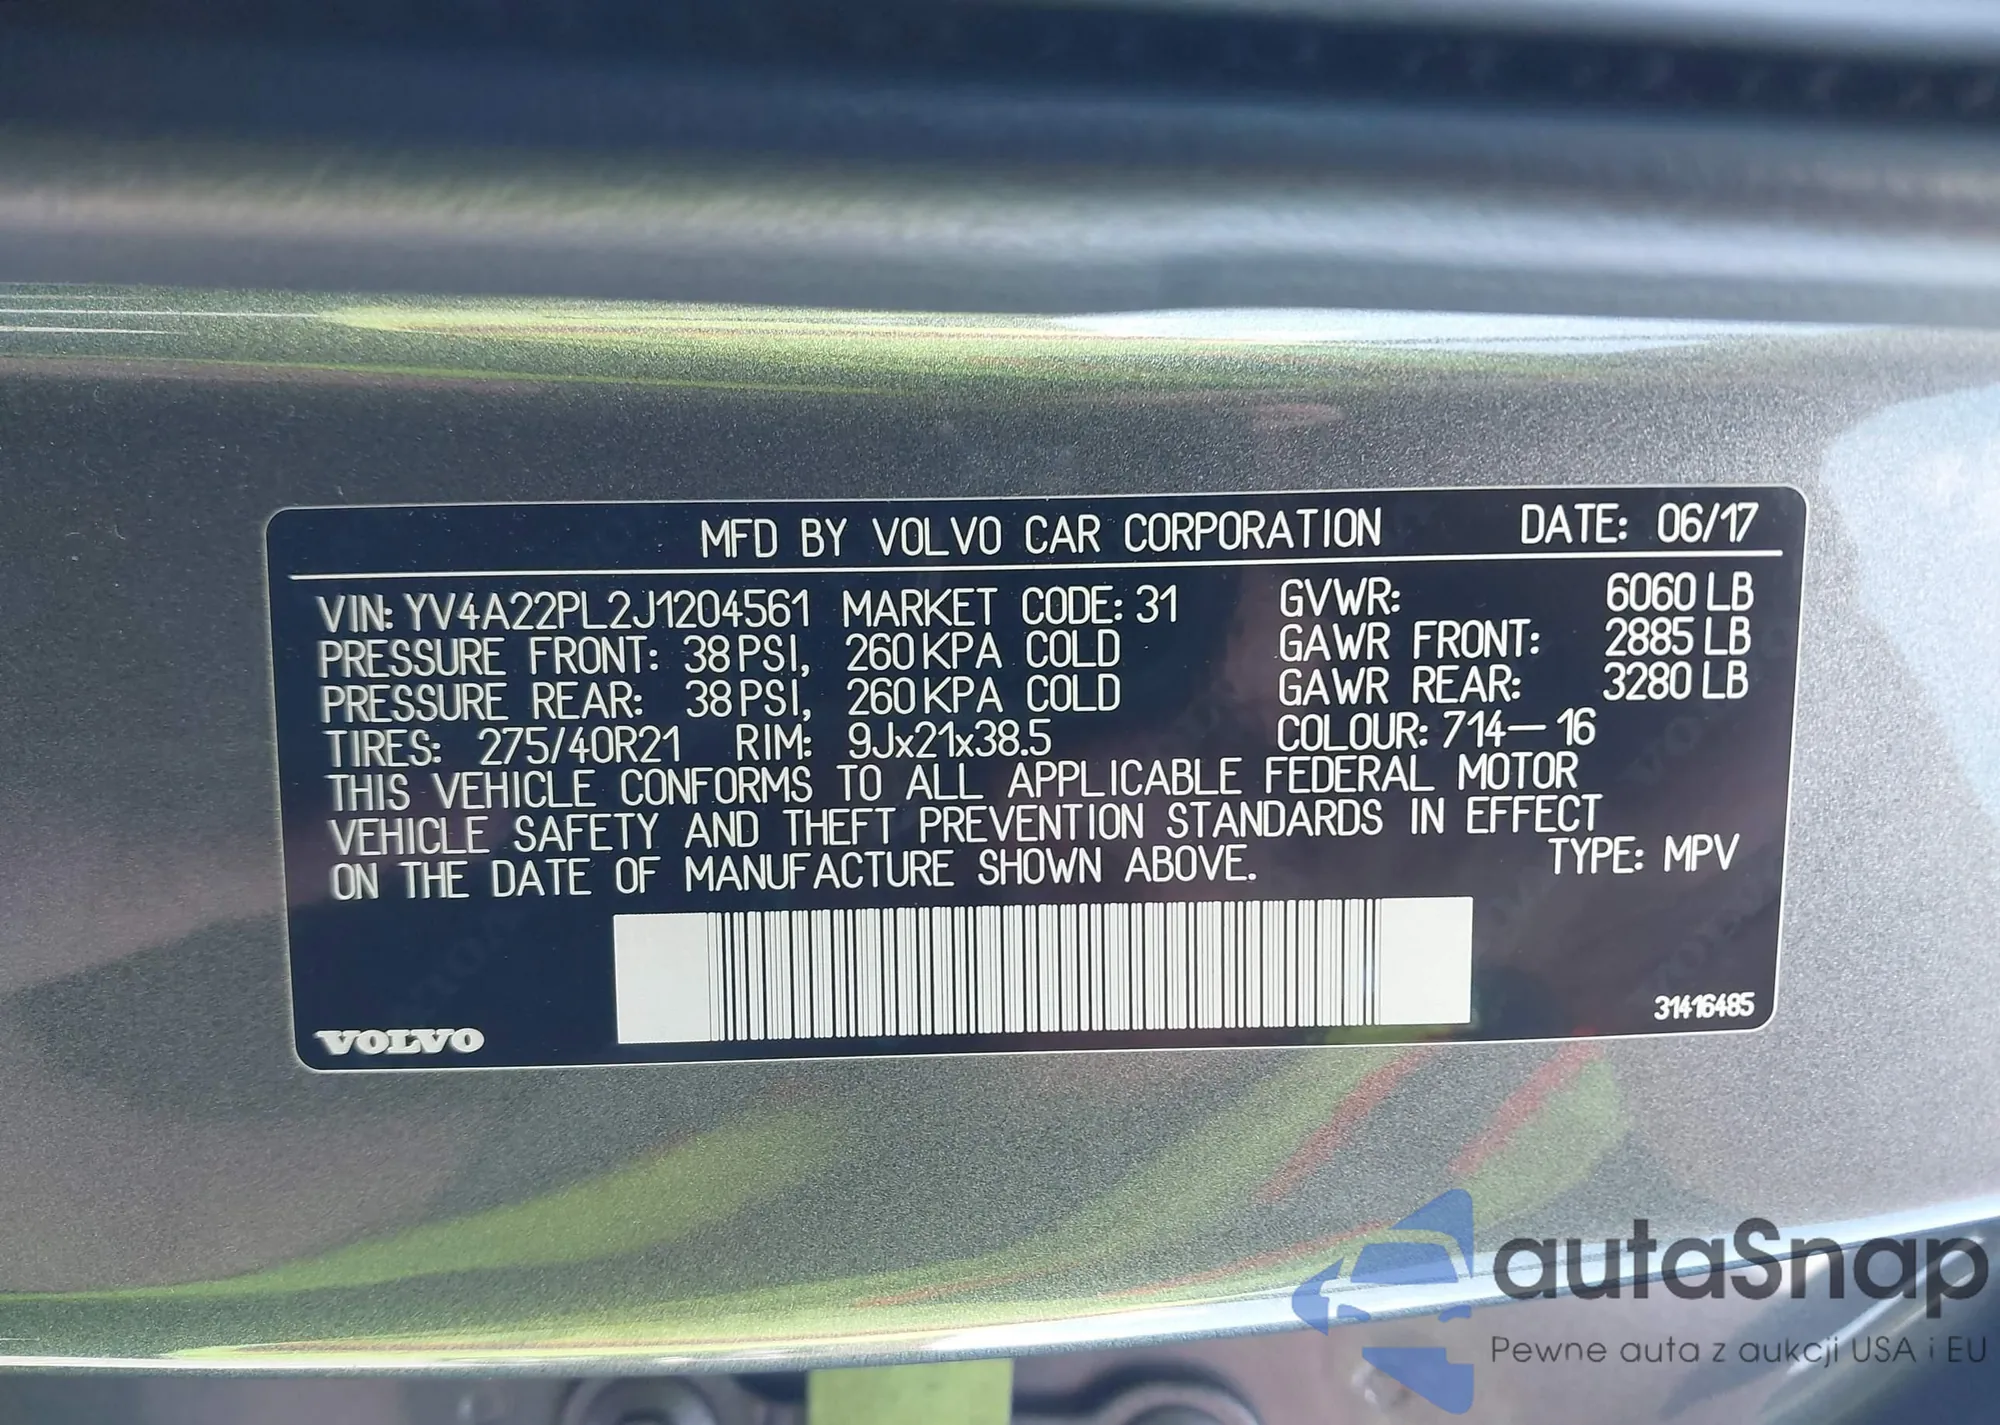 MFD BY VOLVO CAR CORPORATION DATE: 06/17
VIN: YV4A22PL2J1204561 MARKET CODE: 31 GVWR: 6060 LB
PRESSURE FRONT: 38 PSI, 260 KPA COLD GAWR FRONT: 2885 LB
PRESSURE REAR: 38 PSI, 260 KPA COLD GAWR REAR: 3280 LB
TIRES: 275/40R21 RIM: 9Jx21x38.5 COLOUR: 714-16
THIS VEHICLE CONFORMS TO ALL APPLICABLE FEDERAL MOTOR
VEHICLE SAFETY AND THEFT PREVENTION STANDARDS IN EFFECT
ON THE DATE OF MANUFACTURE SHOWN ABOVE. TYPE: MPV
31416485
VOLVO
autaSnap
Pewne auta z aukcji USA i EU